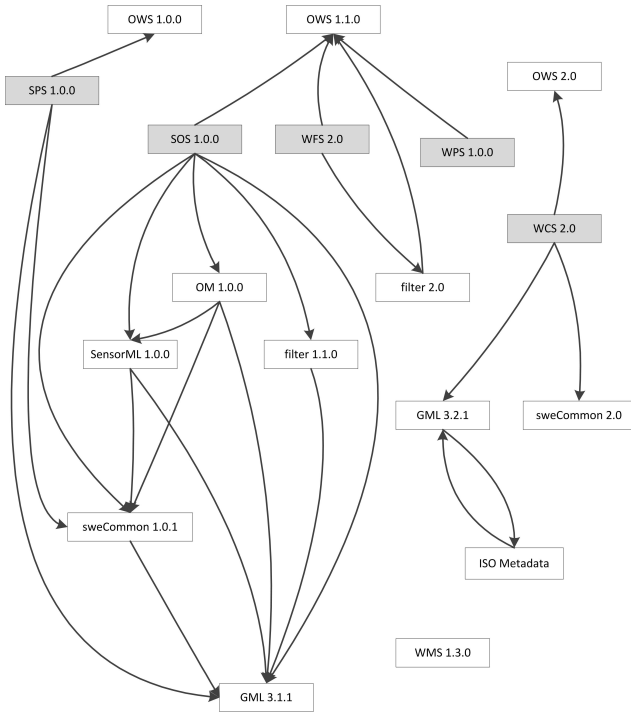 OWS 1.0.0
OWS 1.1.0
OWS 2.0
SPS 1.0.0
SOS 1.0.0
WFS 2.0
WPS 1.0.0
WCS 2.0
OM 1.0.0
filter 2.0
SensorML 1.0.0
filter 1.1.0
GML 3.2.1
sweCommon 2.0
sweCommon 1.0.1
ISO Metadata
WMS 1.3.0
GML 3.1.1